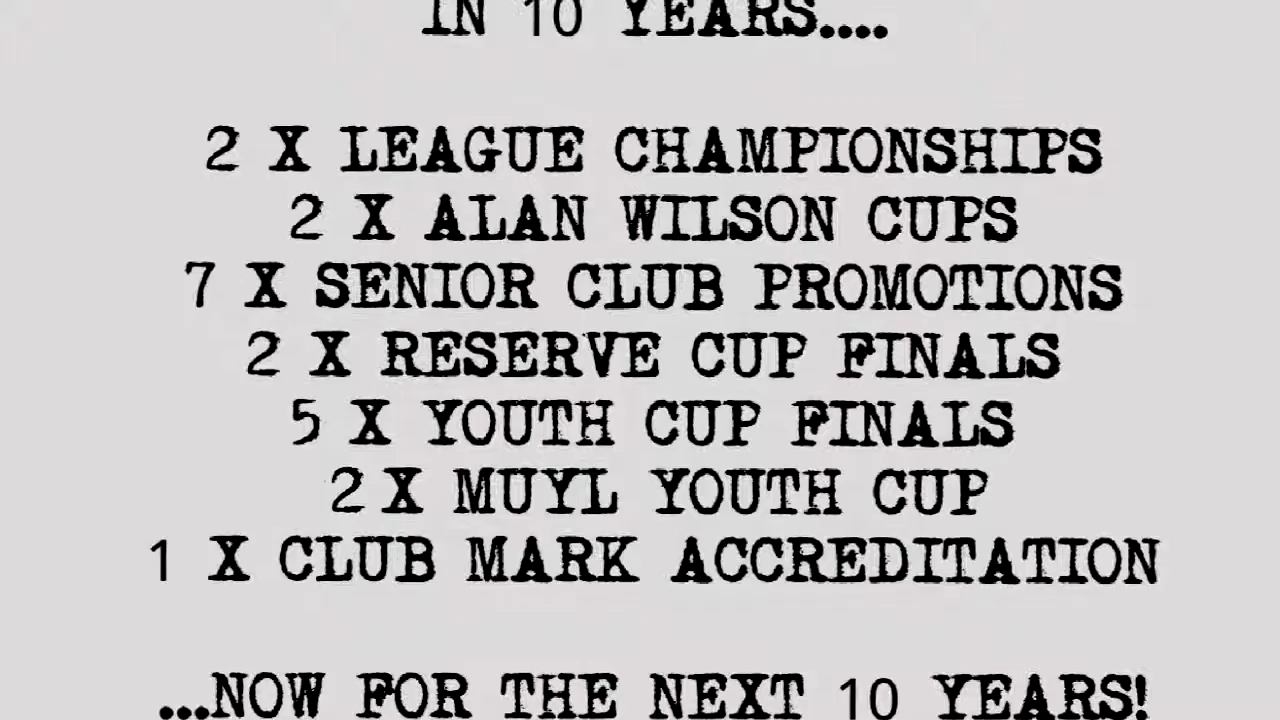 IN 10 YEARS....
2 X LEAGUE CHAMPIONSHIPS
2 X ALAN WILSON CUPS
7 X SENIOR CLUB PROMOTIONS
2 X RESERVE CUP FINALS
5 X YOUTH CUP FINALS
2 X MUYL YOUTH CUP
1 X CLUB MARK ACCREDITATION
...NOW FOR THE NEXT 10 YEARS!